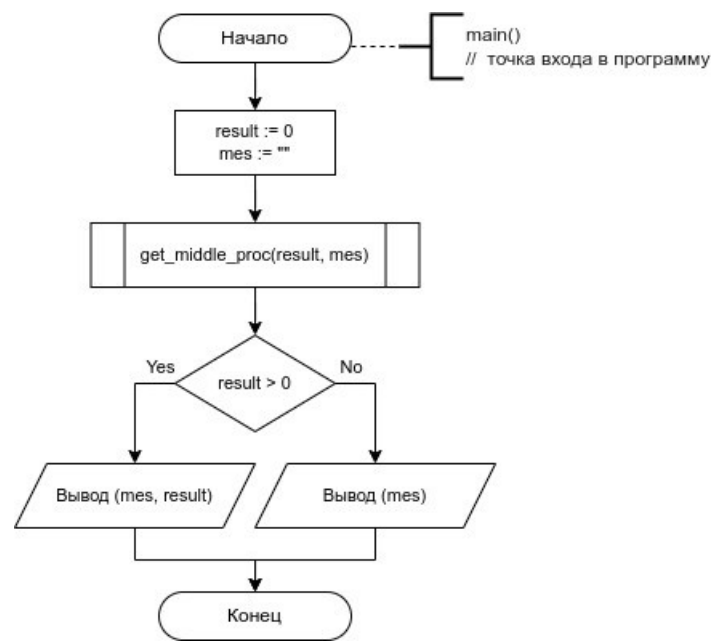 Начало
main()
// точка входа в программу
result := 0
mes := ""
get_middle_proc(result, mes)
Yes
No
result > 0
Вывод (mes, result)
Вывод (mes)
Конец